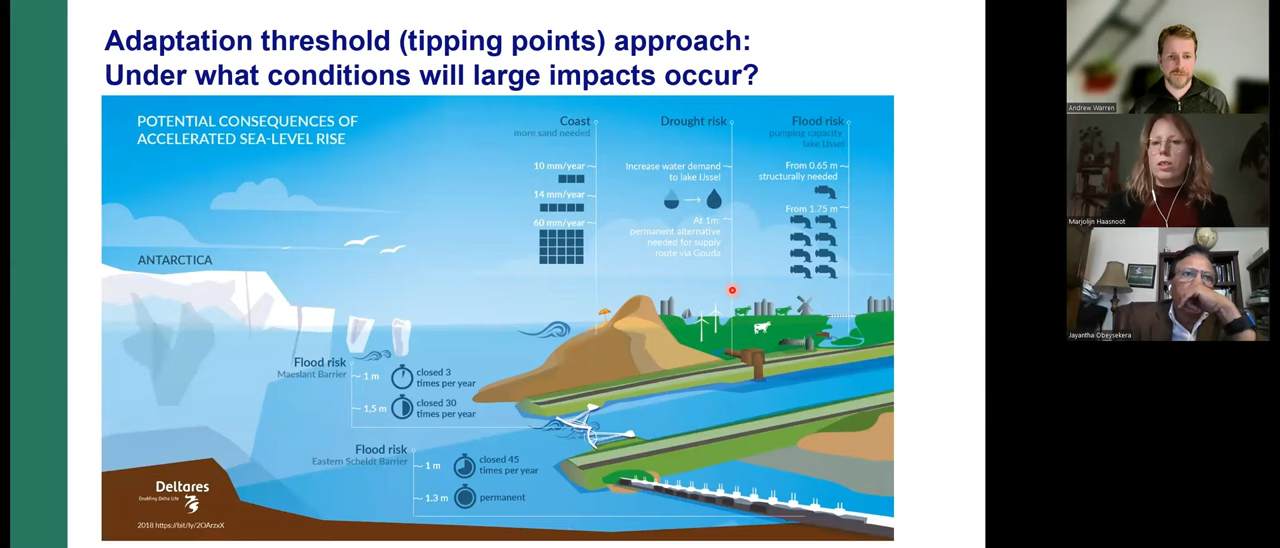 Adaptation threshold (tipping points) approach:
Under what conditions will large impacts occur?
POTENTIAL CONSEQUENCES OF
ACCELERATED SEA-LEVEL RISE
Coast
more sand needed
10 mm/year
14 mm/year
60 mm/year
Drought risk
Increase water demand
to lake IJssel
At 1m:
permanent alternative
needed for supply
route via Gouda
Flood risk
pumping-capacity
lake IJssel
From 0.65 m
structurally needed
From 1.75 m
ANTARCTICA
Flood risk
Maeslant Barrier
1 m
closed 3
times per year
1,5 m
closed 30
times per year
Flood risk
Eastern Scheldt Barrier
1 m
closed 45
times per year
1.3 m
permanent
Deltares
Enabling Delta Life
2018 https://bit/ly/2OArzxX
Andrew Warren
Marjolijn Haasnoot
Jayantha Obeysekera